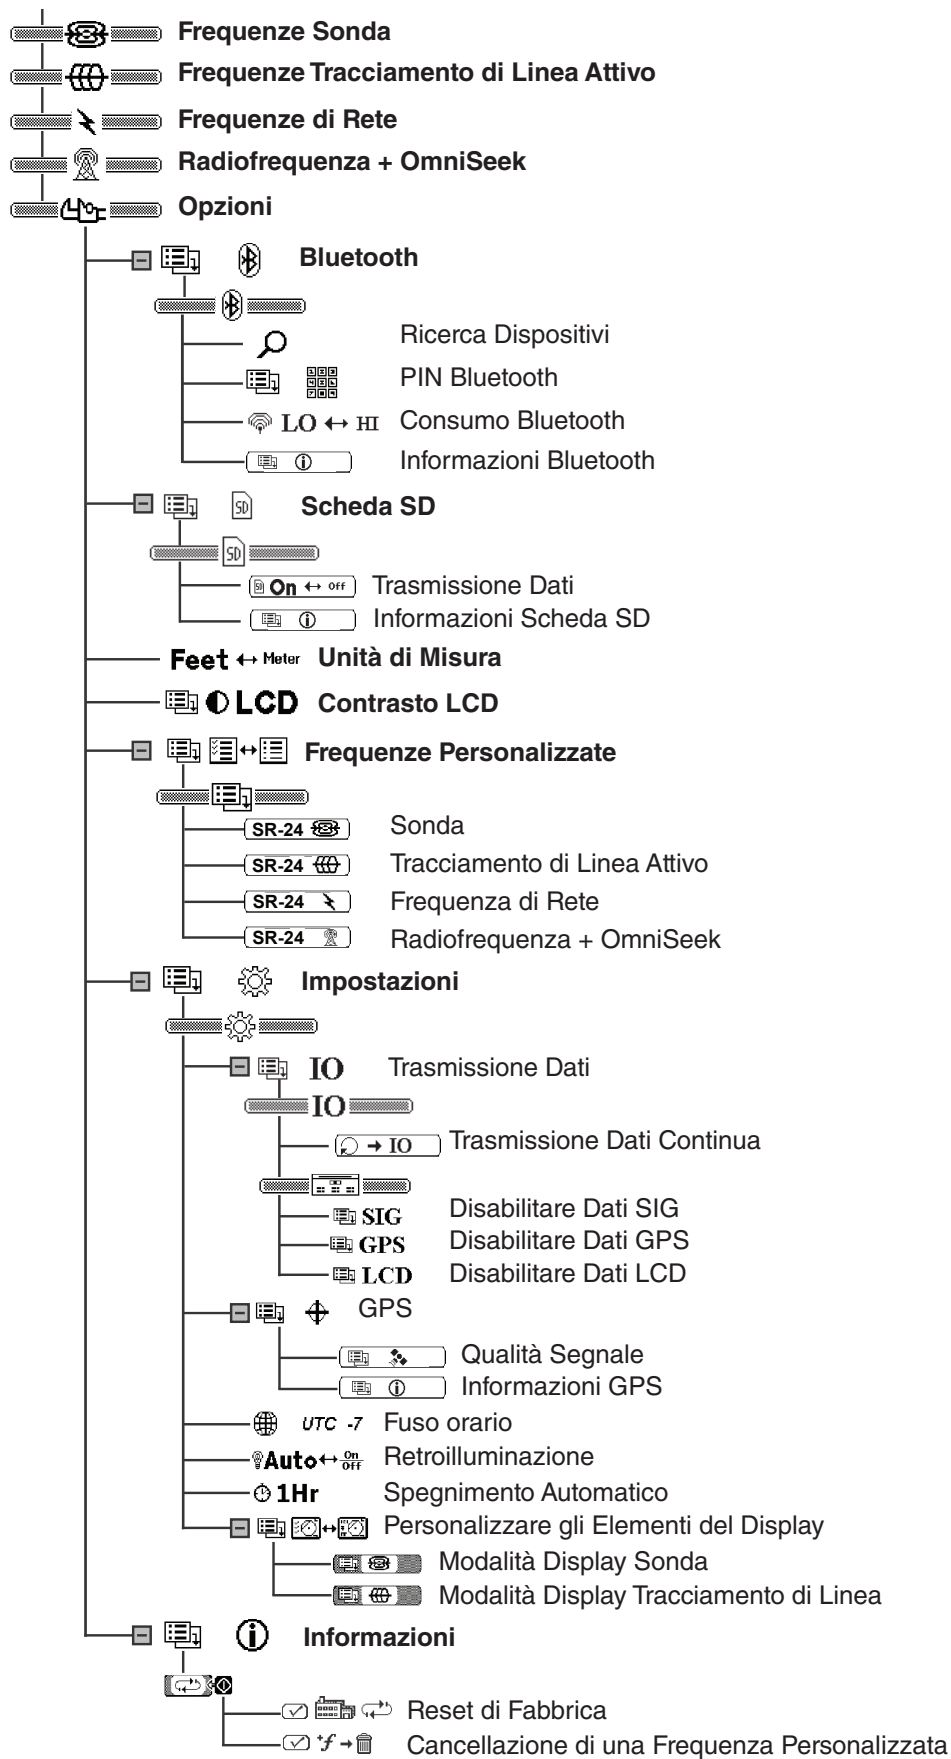 Frequenze Sonda
Frequenze Tracciamento di Linea Attivo
Frequenze di Rete
Radiofrequenza + OmniSeek
Opzioni
Bluetooth
Ricerca Dispositivi
PIN Bluetooth
LO ↔ HI Consumo Bluetooth
Informazioni Bluetooth
SD Scheda SD
SD
On ↔ Off Trasmissione Dati
Informazioni Scheda SD
Feet ↔ Meter Unità di Misura
LCD Contrasto LCD
Frequenze Personalizzate
SR-24 Sonda
SR-24 Tracciamento di Linea Attivo
SR-24 Frequenza di Rete
SR-24 Radiofrequenza + OmniSeek
Impostazioni
IO Trasmissione Dati
IO
→ IO Trasmissione Dati Continua
SIG Disabilitare Dati SIG
GPS Disabilitare Dati GPS
LCD Disabilitare Dati LCD
GPS
Qualità Segnale
Informazioni GPS
UTC -7 Fuso orario
Auto ↔ On Off Retroilluminazione
1Hr Spegnimento Automatico
Personalizzare gli Elementi del Display
Modalità Display Sonda
Modalità Display Tracciamento di Linea
Informazioni
Reset di Fabbrica
+f → Cancellazione di una Frequenza Personalizzata